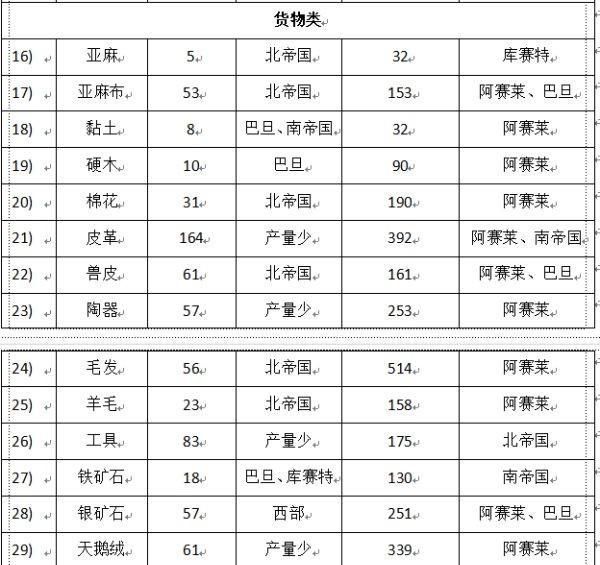 货物类
16) 亚麻 5 北帝国 32 库赛特
17) 亚麻布 53 北帝国 153 阿赛莱、巴旦
18) 黏土 8 巴旦、南帝国 32 阿赛莱
19) 硬木 10 巴旦 90 阿赛莱
20) 棉花 31 北帝国 190 阿赛莱
21) 皮革 164 产量少 392 阿赛莱、南帝国
22) 兽皮 61 北帝国 161 阿赛莱、巴旦
23) 陶器 57 产量少 253 阿赛莱
24) 毛发 56 北帝国 514 阿赛莱
25) 羊毛 23 北帝国 158 阿赛莱
26) 工具 83 产量少 175 北帝国
27) 铁矿石 18 巴旦、库赛特 130 南帝国
28) 银矿石 57 西部 251 阿赛莱、巴旦
29) 天鹅绒 61 产量少 339 阿赛莱